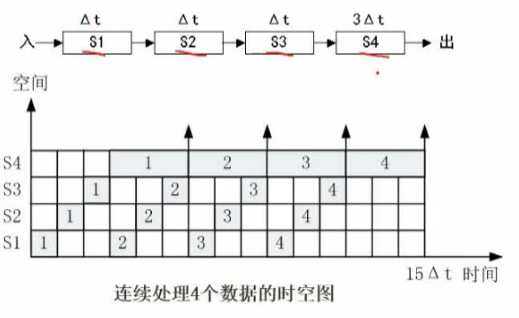 Δt Δt Δt 3Δt
入 S1 S2 S3 S4 出
空间
S4 1 2 3 4
S3 1 2 3 4
S2 1 2 3 4
S1 1 2 3 4
15Δt 时间
连续处理4个数据的时空图